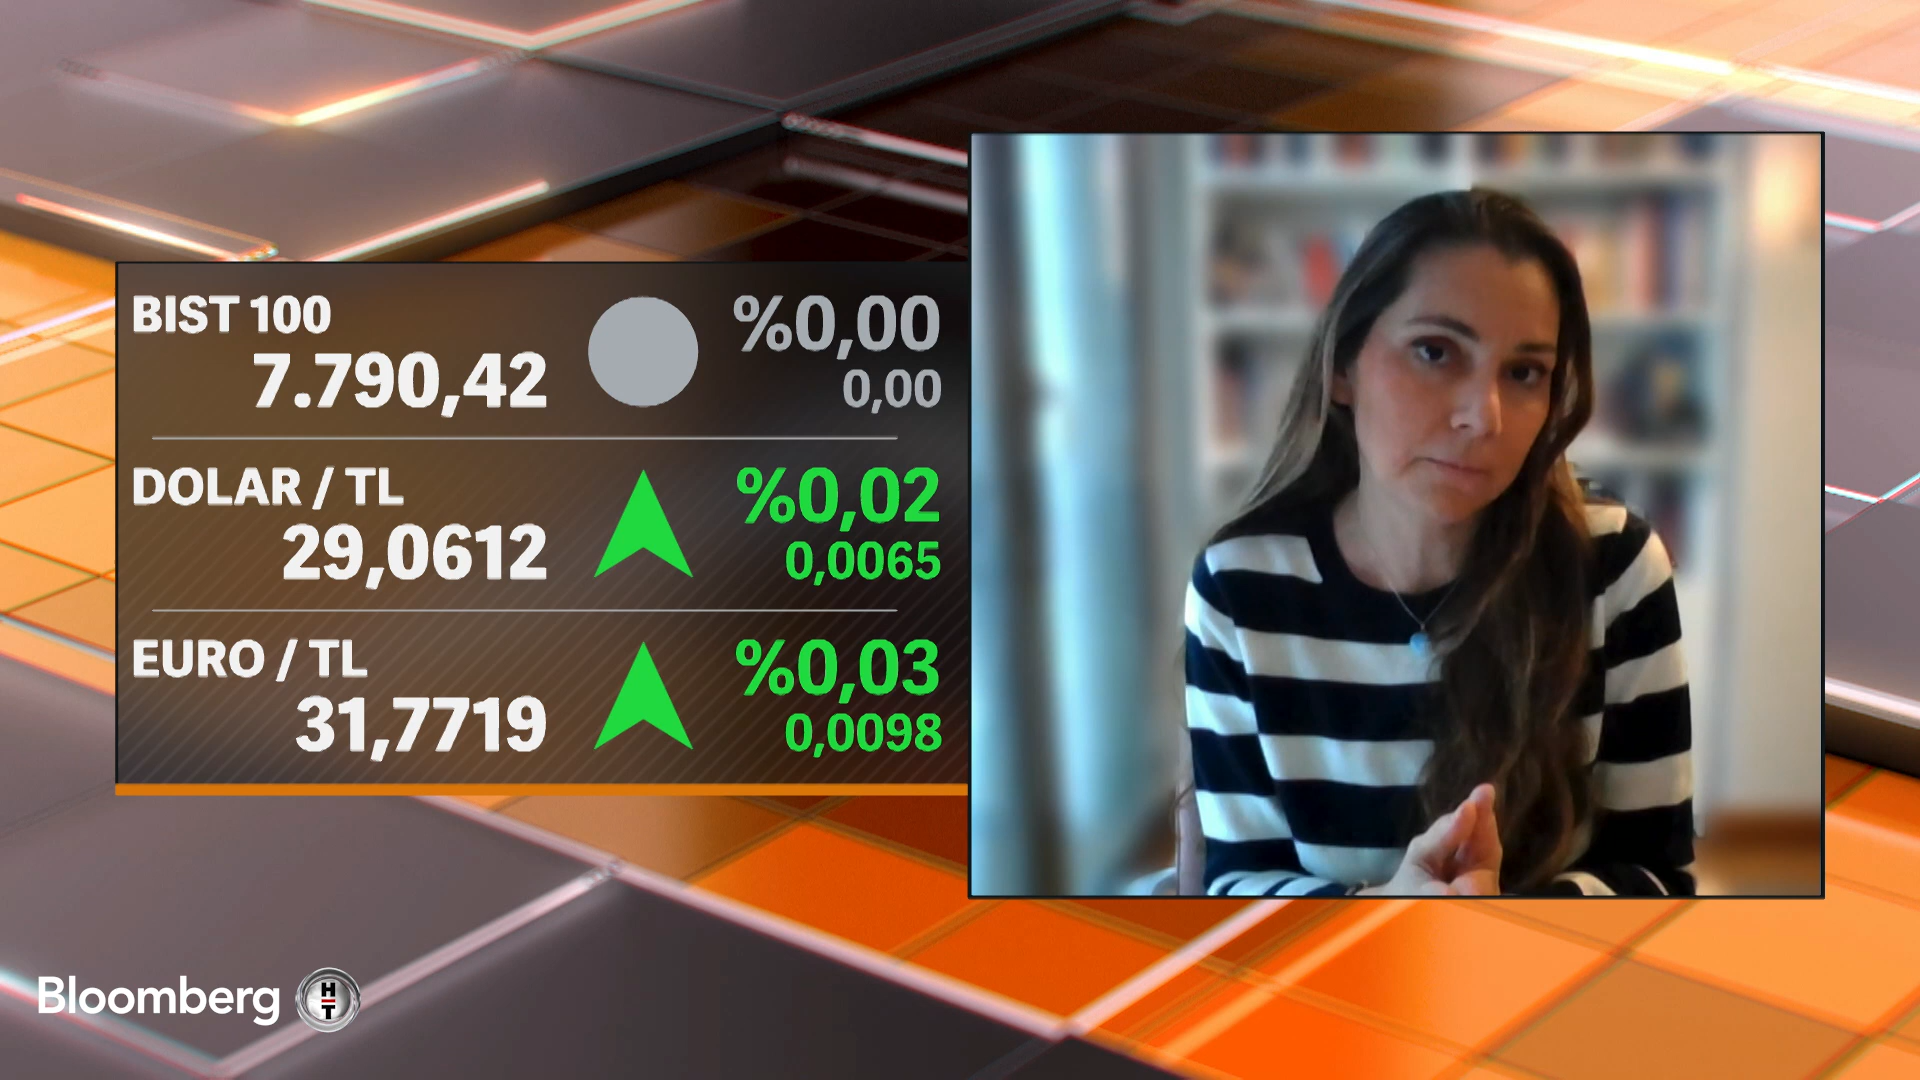 BIST 100
7.790,42
%0,00
0,00
DOLAR / TL
29,0612
%0,02
0,0065
EURO / TL
31,7719
%0,03
0,0098
Bloomberg HT